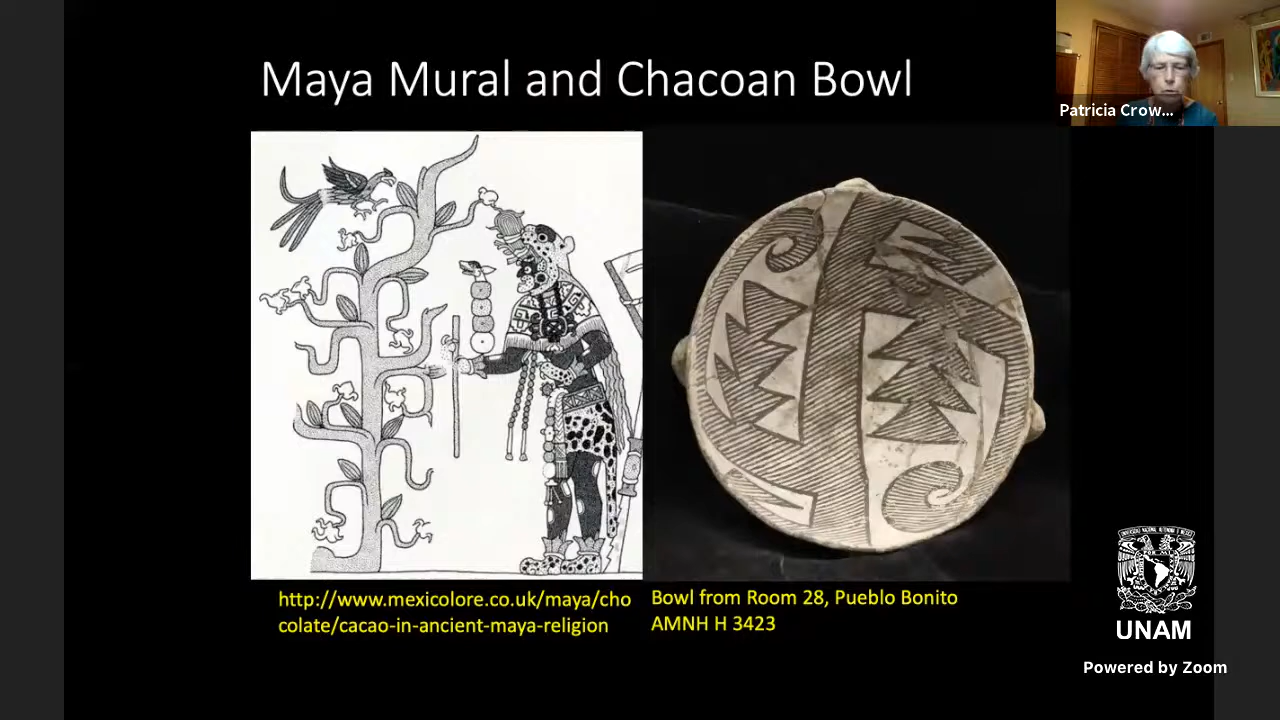 Maya Mural and Chacoan Bowl
Patricia Crow...
http://www.mexicolore.co.uk/maya/cho
colate/cacao-in-ancient-maya-religion
Bowl from Room 28, Pueblo Bonito
AMNH H 3423
UNAM
Powered by Zoom